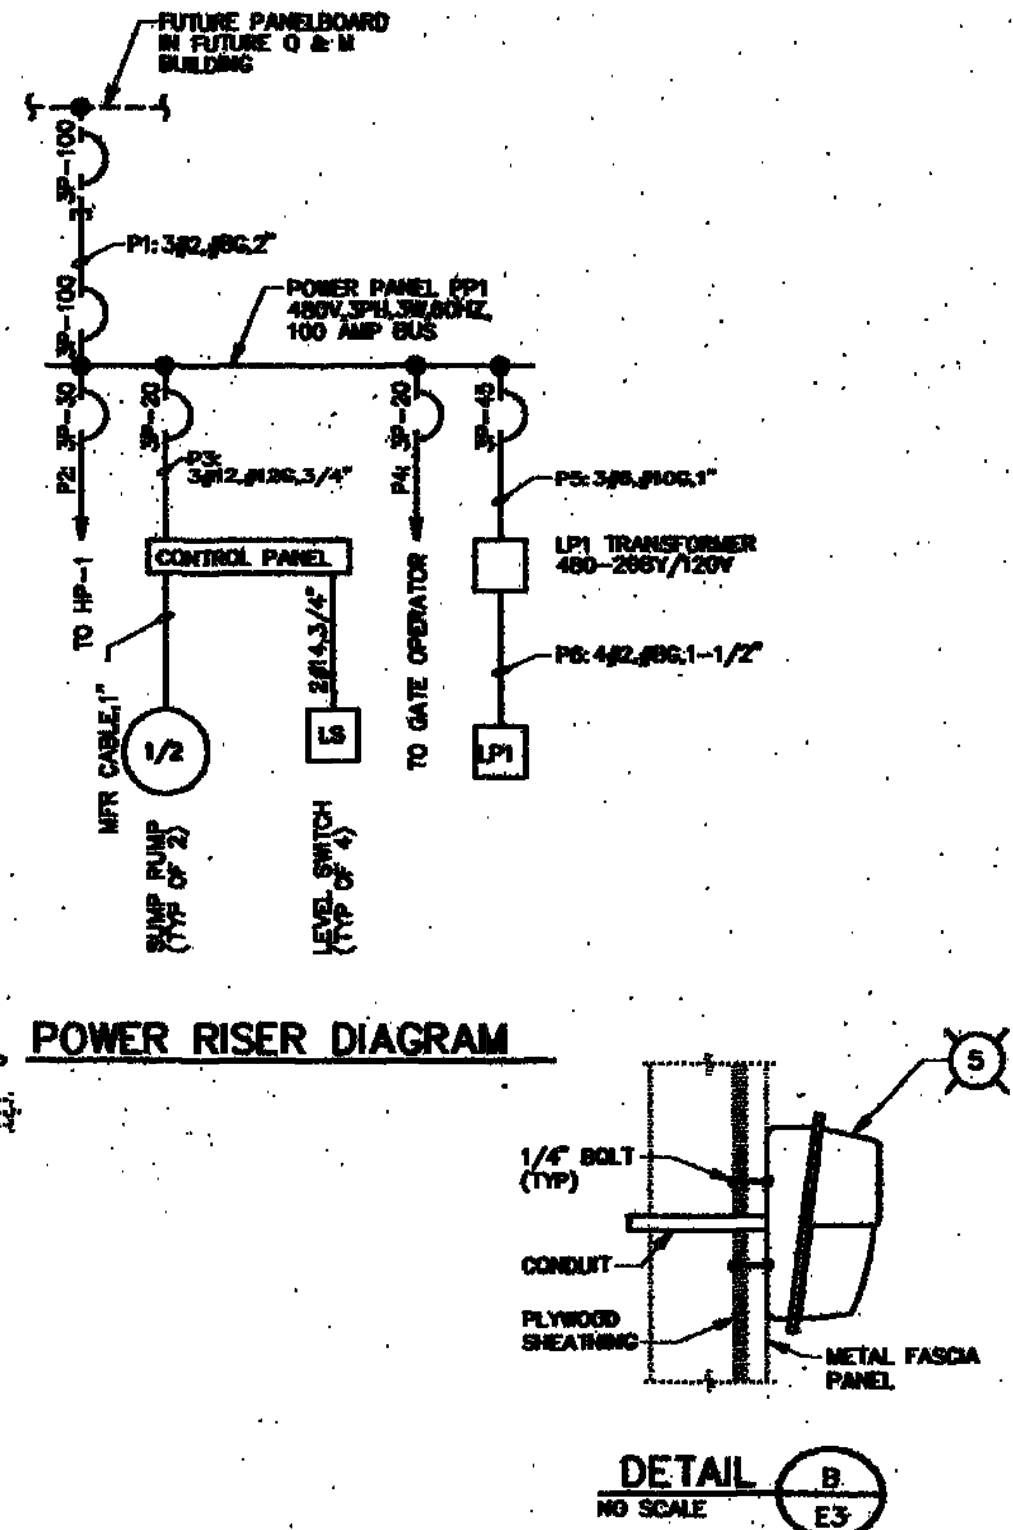 FUTURE PANELBOARD
IN FUTURE O & M
BUILDING
3P-100
P1: 3#2,#8G,2"
3P-100
POWER PANEL PP1
480V,3PH,3W,60HZ,
100 AMP BUS
P2: 3P-30
3P-20
P4: 3P-20
3P-45
P3:
3#12,#12G,3/4"
P5: 3#6,#10G,1"
CONTROL PANEL
LP1 TRANSFORMER
480-208Y/120V
TO HP-1
2#14,3/4"
TO GATE OPERATOR
P6: 4#2,#8G,1-1/2"
MFR CABLE,1"
1/2
LS
LP1
SUMP PUMP
(TYP OF 2)
LEVEL SWITCH
(TYP OF 4)
POWER RISER DIAGRAM
5
1/4" BOLT
(TYP)
CONDUIT
PLYWOOD
SHEATHING
METAL FASCIA
PANEL
DETAIL
NO SCALE
B
E3